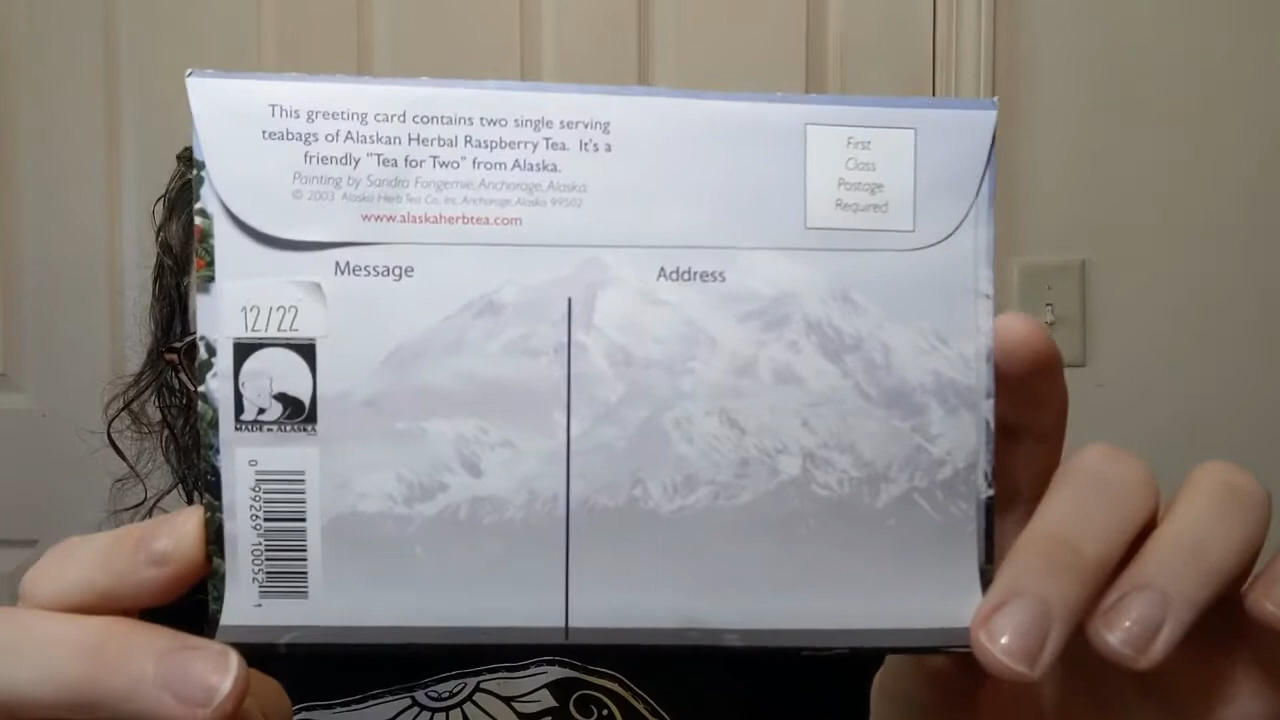 This greeting card contains two single serving
teabags of Alaskan Herbal Raspberry Tea. It's a
friendly "Tea for Two" from Alaska.
Painting by Sandra Fongemie, Anchorage, Alaska
© 2003 Alaska Herb Tea Co., Inc. Anchorage, Alaska 99502
www.alaskaherbtea.com
First
Class
Postage
Required
Message
Address
12/22
MADE in ALASKA
0 99269 10052 1